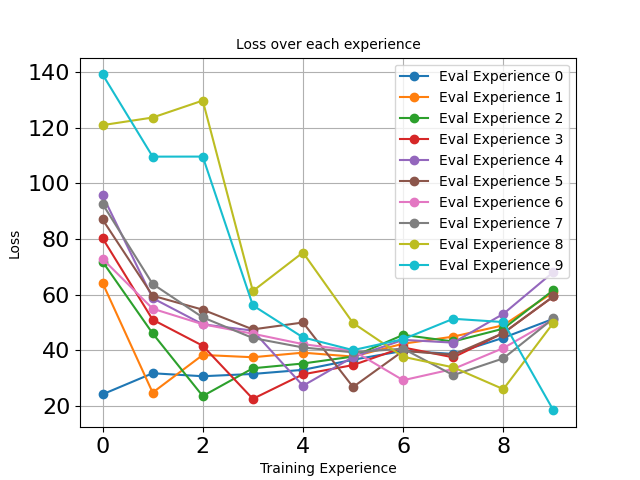 Loss over each experience
140
120
100
80
60
40
20
Loss
Eval Experience 0
Eval Experience 1
Eval Experience 2
Eval Experience 3
Eval Experience 4
Eval Experience 5
Eval Experience 6
Eval Experience 7
Eval Experience 8
Eval Experience 9
0 2 4 6 8
Training Experience